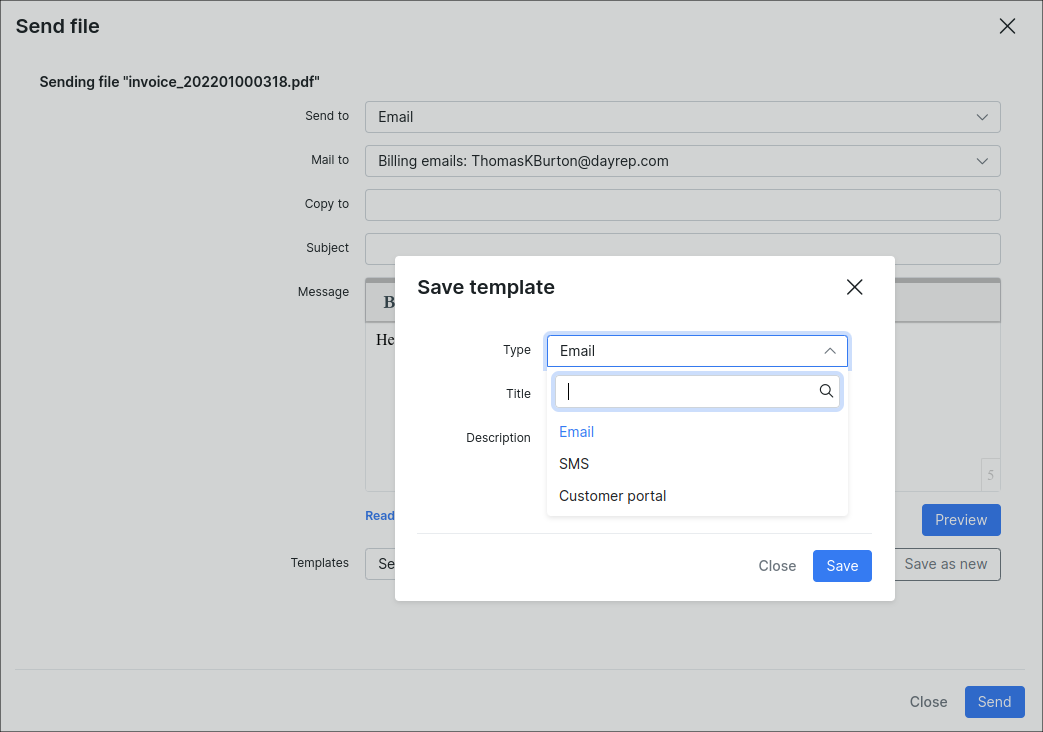 Send file
Sending file "invoice_202201000318.pdf"
Send to
Email
Mail to
Billing emails: ThomasKBurton@dayrep.com
Copy to
Subject
Message
B
He
5
Read
Preview
Templates
Se
Save as new
Save template
Type
Email
Title
Description
Email
SMS
Customer portal
Close
Save
Close
Send